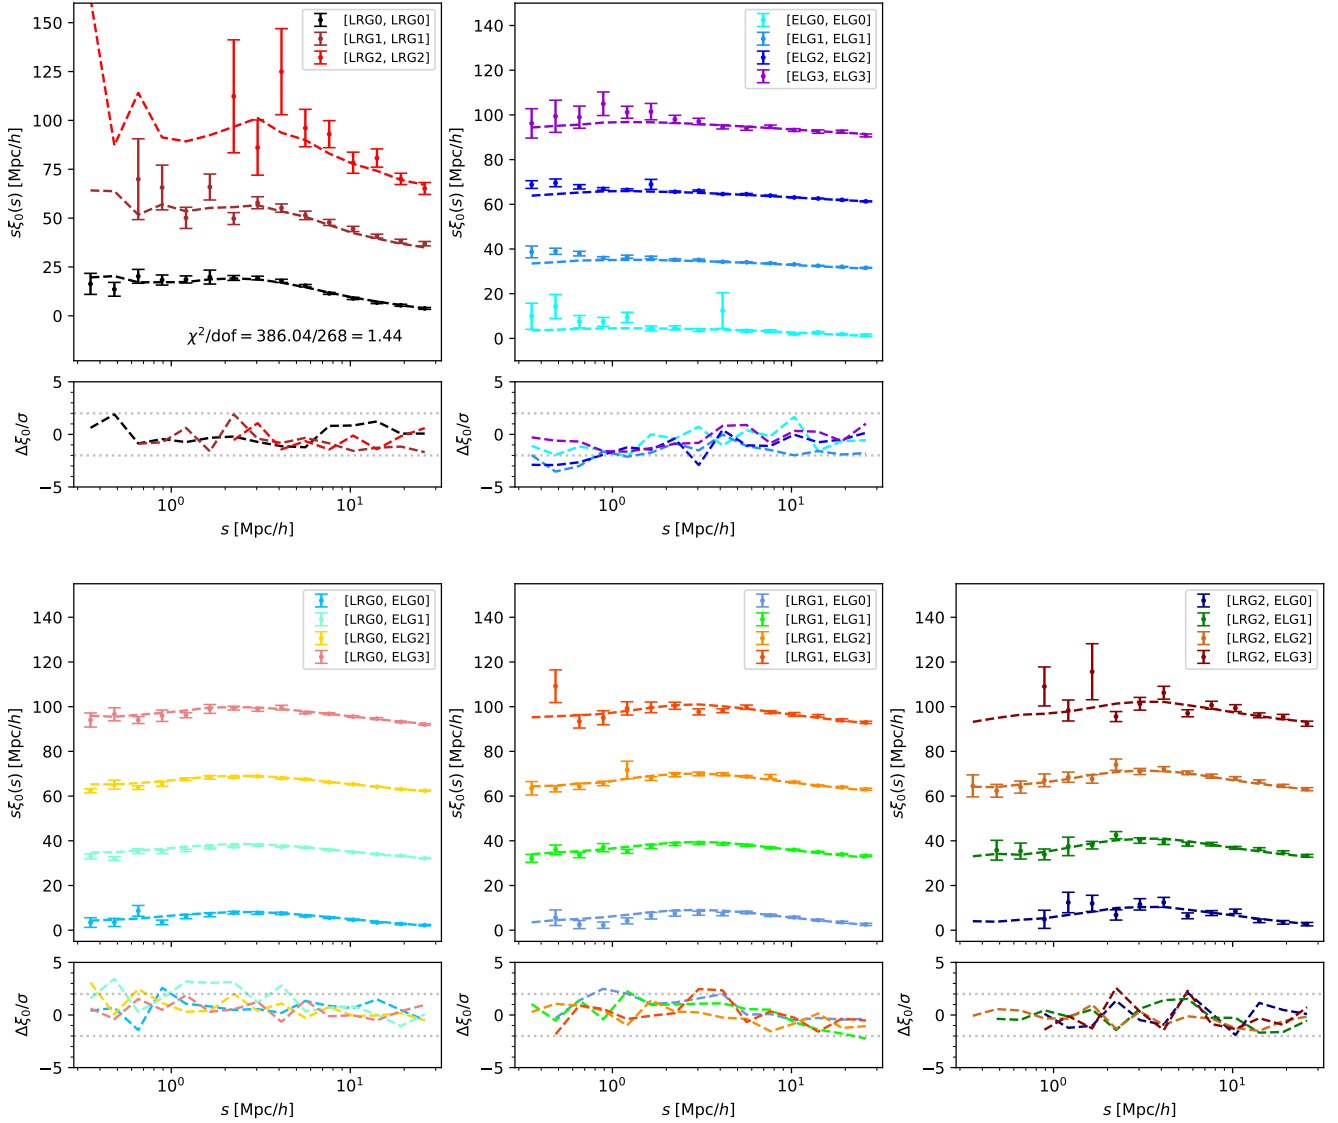 150
125
100
75
50
25
0
sξ₀(s) [Mpc/h]
[LRG0, LRG0]
[LRG1, LRG1]
[LRG2, LRG2]
χ²/dof = 386.04/268 = 1.44
140
120
100
80
60
40
20
0
sξ₀(s) [Mpc/h]
[ELG0, ELG0]
[ELG1, ELG1]
[ELG2, ELG2]
[ELG3, ELG3]
5
0
−5
Δξ₀/σ
10⁰
10¹
s [Mpc/h]
5
0
−5
Δξ₀/σ
10⁰
10¹
s [Mpc/h]
140
120
100
80
60
40
20
0
sξ₀(s) [Mpc/h]
[LRG0, ELG0]
[LRG0, ELG1]
[LRG0, ELG2]
[LRG0, ELG3]
140
120
100
80
60
40
20
0
sξ₀(s) [Mpc/h]
[LRG1, ELG0]
[LRG1, ELG1]
[LRG1, ELG2]
[LRG1, ELG3]
140
120
100
80
60
40
20
0
sξ₀(s) [Mpc/h]
[LRG2, ELG0]
[LRG2, ELG1]
[LRG2, ELG2]
[LRG2, ELG3]
5
0
−5
Δξ₀/σ
10⁰
10¹
s [Mpc/h]
5
0
−5
Δξ₀/σ
10⁰
10¹
s [Mpc/h]
5
0
−5
Δξ₀/σ
10⁰
10¹
s [Mpc/h]